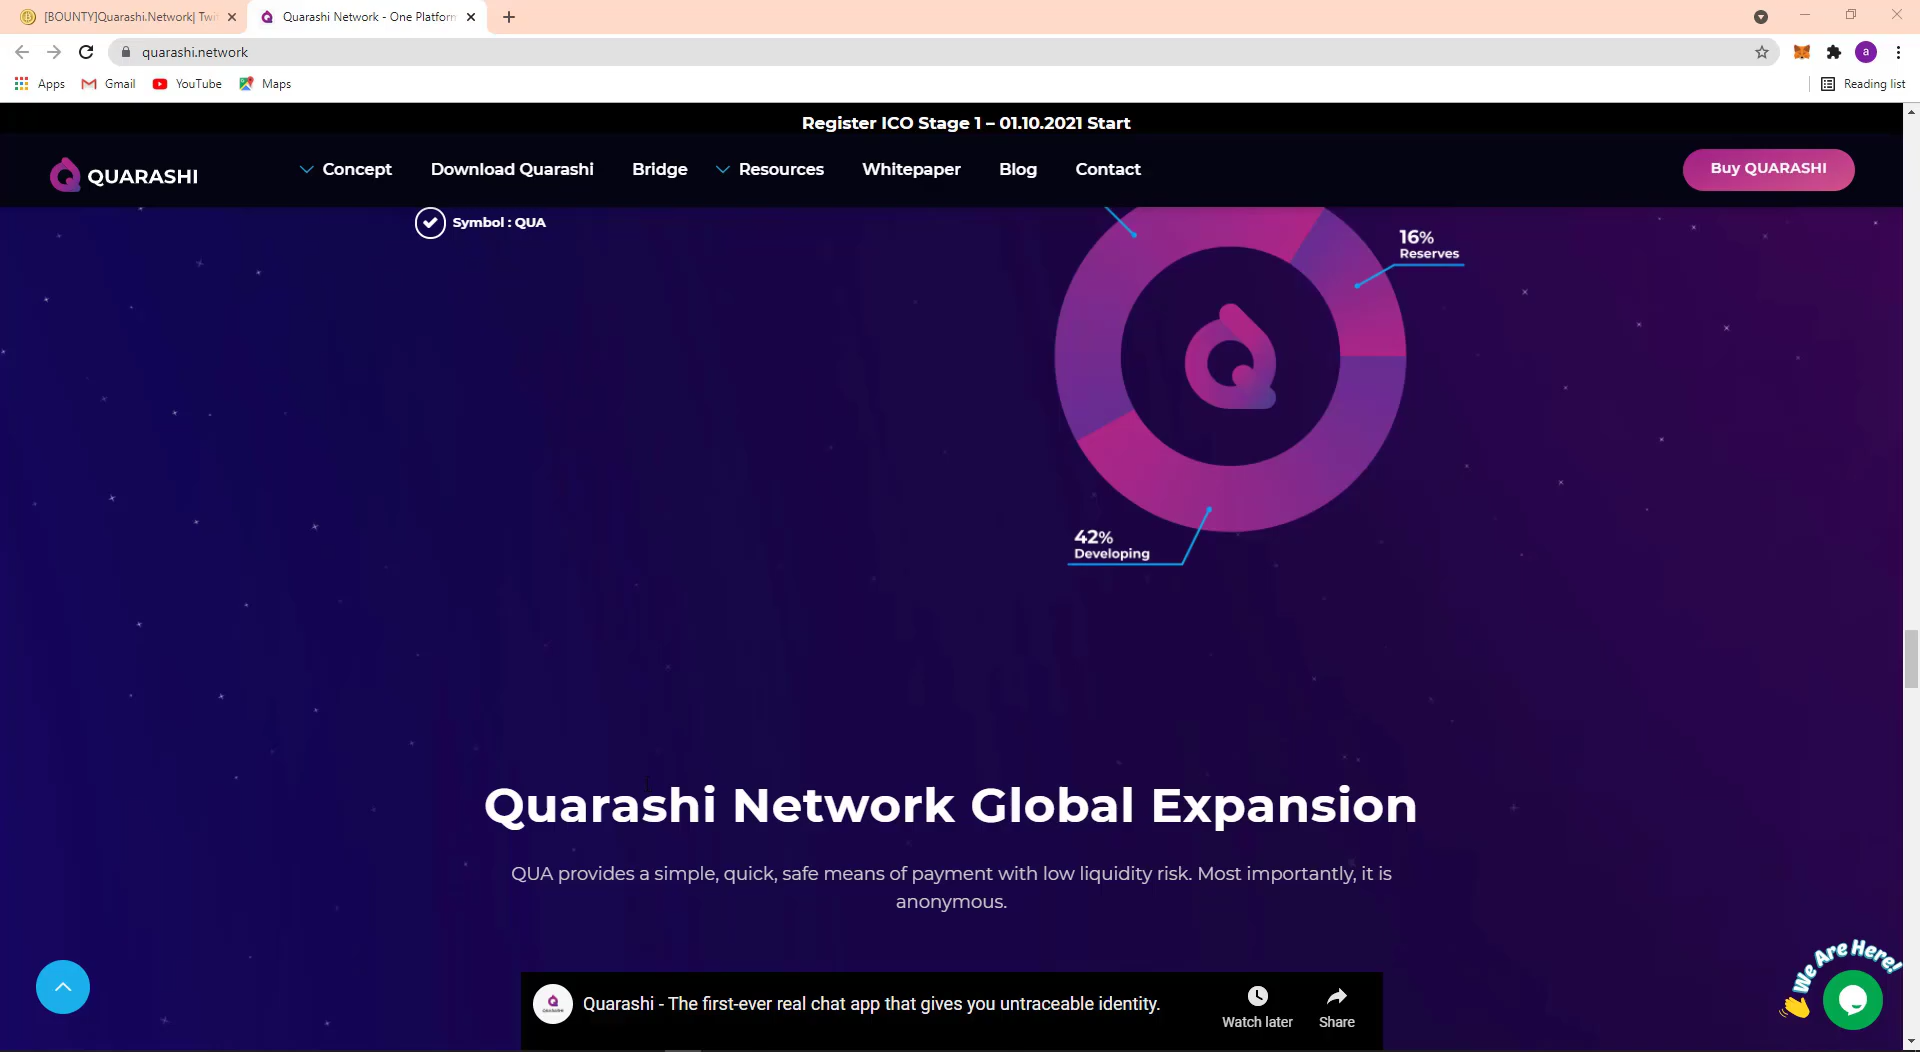 [BOUNTY]Quarashi.Network| Twi
Quarashi Network - One Platform
quarashi.network
a
Apps
Gmail
YouTube
Maps
Reading list
Register ICO Stage 1 – 01.10.2021 Start
QUARASHI
Concept
Download Quarashi
Bridge
Resources
Whitepaper
Blog
Contact
Buy QUARASHI
Symbol : QUA
16%
Reserves
42%
Developing
Quarashi Network Global Expansion
QUA provides a simple, quick, safe means of payment with low liquidity risk. Most importantly, it is
anonymous.
We Are Here!
Quarashi - The first-ever real chat app that gives you untraceable identity.
Watch later
Share